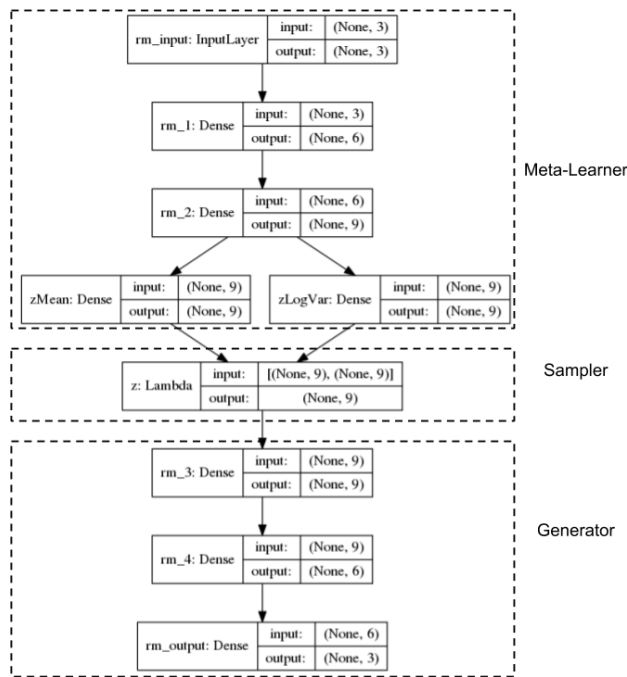 rm_input: InputLayer input: (None, 3)
output: (None, 3)
rm_1: Dense input: (None, 3)
output: (None, 6)
rm_2: Dense input: (None, 6)
output: (None, 9)
Meta-Learner
zMean: Dense input: (None, 9)
output: (None, 9)
zLogVar: Dense input: (None, 9)
output: (None, 9)
z: Lambda input: [(None, 9), (None, 9)]
output: (None, 9)
Sampler
rm_3: Dense input: (None, 9)
output: (None, 9)
rm_4: Dense input: (None, 9)
output: (None, 6)
Generator
rm_output: Dense input: (None, 6)
output: (None, 3)